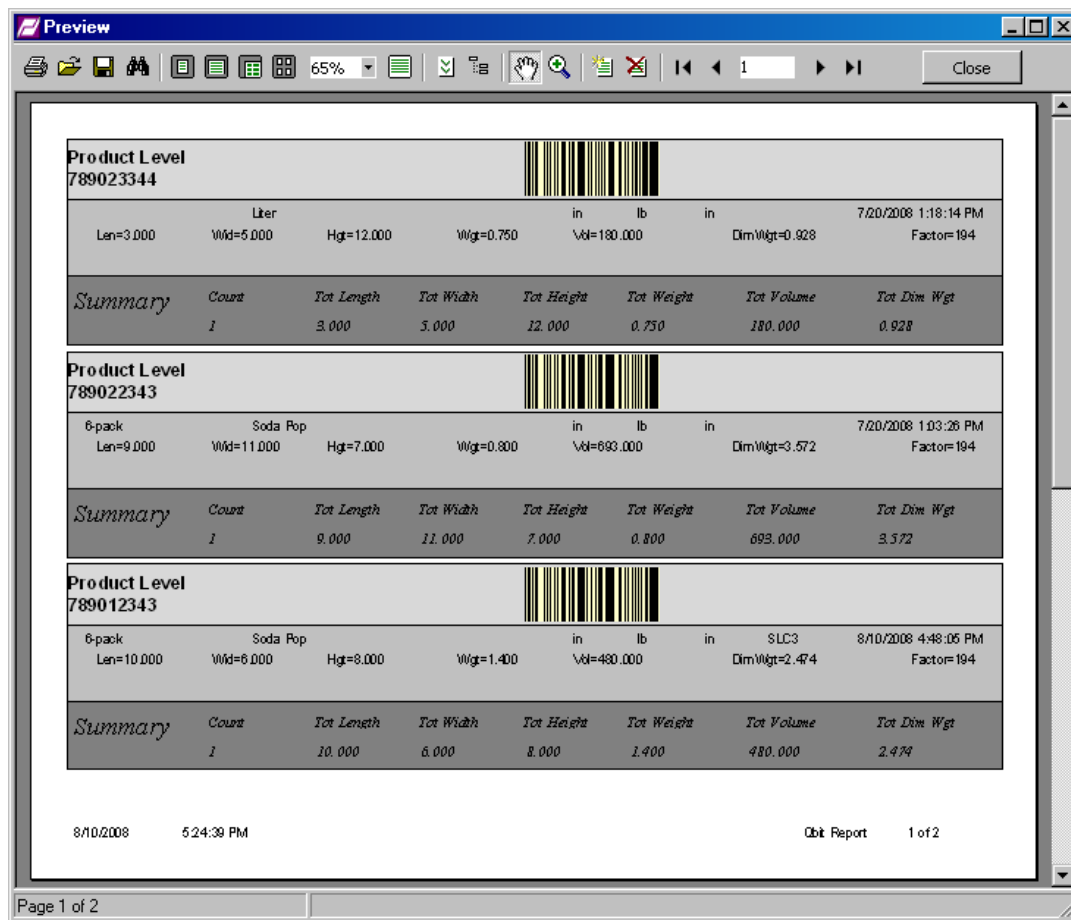 Preview
65% 1 Close
Product Level
789023344
Liter in lb in 7/20/2008 1:18:14 PM
Len=3.000 Wid=5.000 Hgt=12.000 Wgt=0.750 Vol=180.000 DimWgt=0.928 Factor=194
Summary Count Tot Length Tot Width Tot Height Tot Weight Tot Volume Tot Dim Wgt
1 3.000 5.000 12.000 0.750 180.000 0.928
Product Level
789022343
6-pack Soda Pop in lb in 7/20/2008 1:03:26 PM
Len=9.000 Wid=11.000 Hgt=7.000 Wgt=0.800 Vol=693.000 DimWgt=3.572 Factor=194
Summary Count Tot Length Tot Width Tot Height Tot Weight Tot Volume Tot Dim Wgt
1 9.000 11.000 7.000 0.800 693.000 3.572
Product Level
789012343
6-pack Soda Pop in lb in SLC3 8/10/2008 4:48:05 PM
Len=10.000 Wid=6.000 Hgt=8.000 Wgt=1.400 Vol=480.000 DimWgt=2.474 Factor=194
Summary Count Tot Length Tot Width Tot Height Tot Weight Tot Volume Tot Dim Wgt
1 10.000 6.000 8.000 1.400 480.000 2.474
8/10/2008 5:24:39 PM Qbit Report 1 of 2
Page 1 of 2